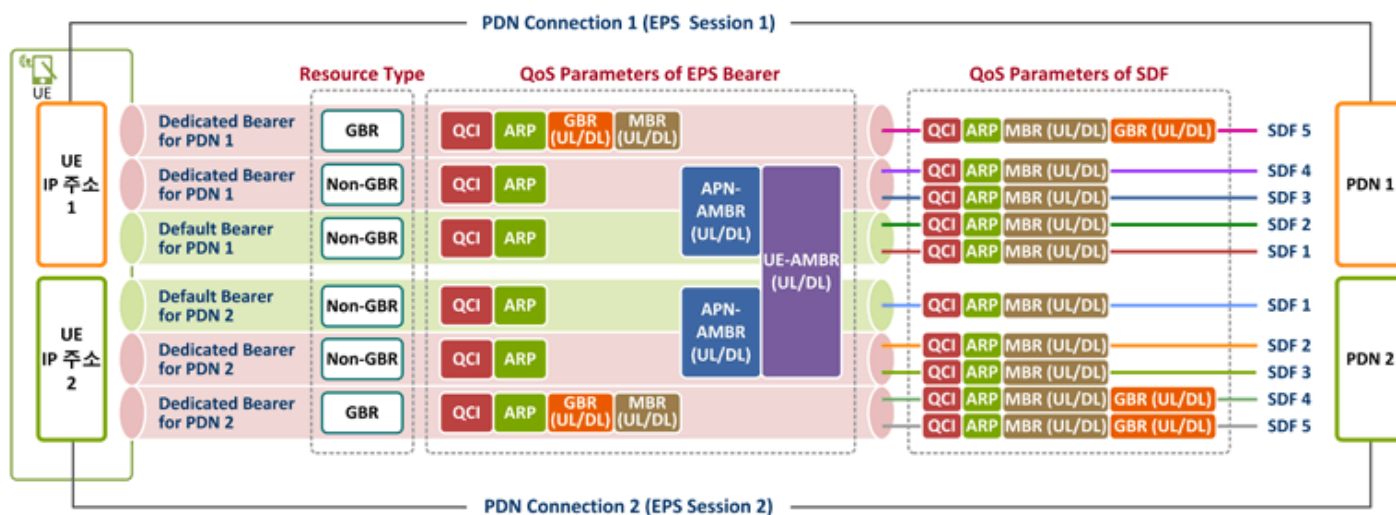 PDN Connection 1 (EPS Session 1)
UE
Resource Type
QoS Parameters of EPS Bearer
QoS Parameters of SDF
UE
IP 주소
1
Dedicated Bearer
for PDN 1
GBR
QCI
ARP
GBR
(UL/DL)
MBR
(UL/DL)
QCI
ARP
MBR (UL/DL)
GBR (UL/DL)
SDF 5
PDN 1
Dedicated Bearer
for PDN 1
Non-GBR
QCI
ARP
APN-
AMBR
(UL/DL)
UE-AMBR
(UL/DL)
QCI
ARP
MBR (UL/DL)
SDF 4
QCI
ARP
MBR (UL/DL)
SDF 3
Default Bearer
for PDN 1
Non-GBR
QCI
ARP
QCI
ARP
MBR (UL/DL)
SDF 2
QCI
ARP
MBR (UL/DL)
SDF 1
UE
IP 주소
2
Default Bearer
for PDN 2
Non-GBR
QCI
ARP
APN-
AMBR
(UL/DL)
QCI
ARP
MBR (UL/DL)
SDF 1
PDN 2
Dedicated Bearer
for PDN 2
Non-GBR
QCI
ARP
QCI
ARP
MBR (UL/DL)
SDF 2
QCI
ARP
MBR (UL/DL)
SDF 3
Dedicated Bearer
for PDN 2
GBR
QCI
ARP
GBR
(UL/DL)
MBR
(UL/DL)
QCI
ARP
MBR (UL/DL)
GBR (UL/DL)
SDF 4
QCI
ARP
MBR (UL/DL)
GBR (UL/DL)
SDF 5
PDN Connection 2 (EPS Session 2)